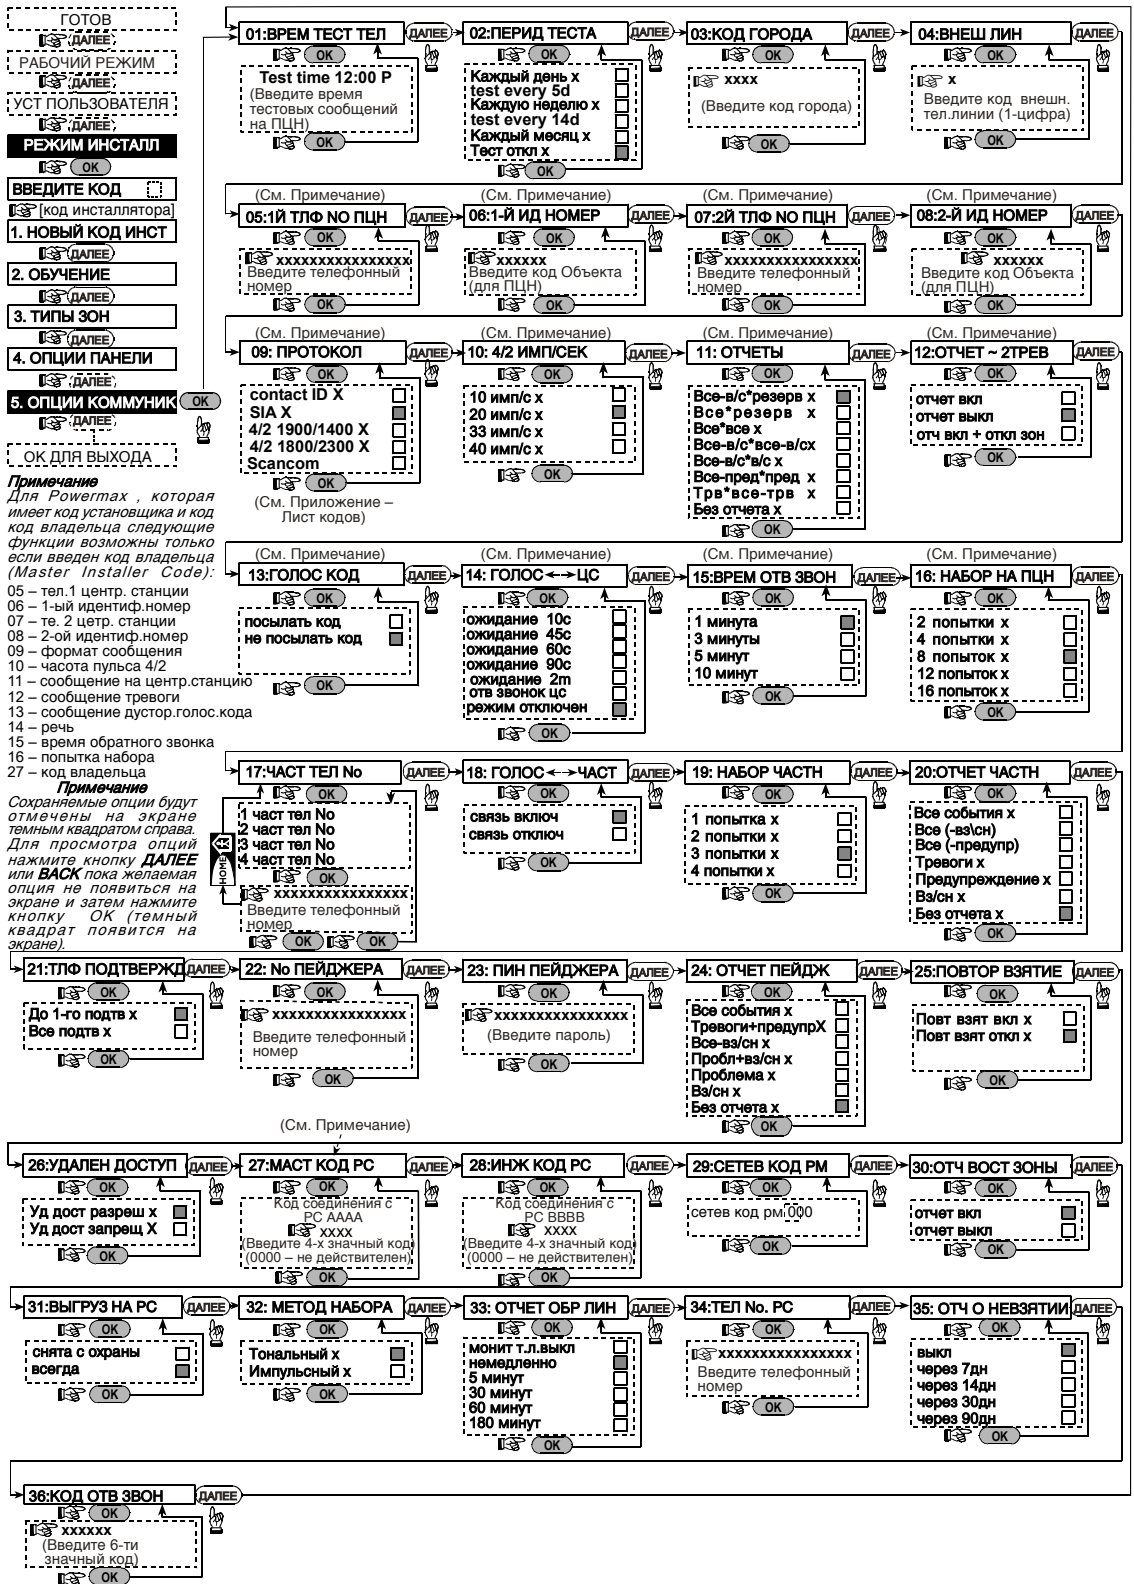 ГОТОВ
ДАЛЕЕ
РАБОЧИЙ РЕЖИМ
ДАЛЕЕ
УСТ ПОЛЬЗОВАТЕЛЯ
ДАЛЕЕ
РЕЖИМ ИНСТАЛЛ
OK
ВВЕДИТЕ КОД
[код инсталлятора]
1. НОВЫЙ КОД ИНСТ
ДАЛЕЕ
2. ОБУЧЕНИЕ
ДАЛЕЕ
3. ТИПЫ ЗОН
ДАЛЕЕ
4. ОПЦИИ ПАНЕЛИ
ДАЛЕЕ
5. ОПЦИИ КОММУНИК
OK
ДАЛЕЕ
ОК ДЛЯ ВЫХОДА
Примечание
Для Powermax , которая
имеет код установщика и код
код владельца следующие
функции возможны только
если введен код владельца
(Master Installer Code):
05 – тел.1 центр. станции
06 – 1-ый идентиф.номер
07 – те. 2 цетр. станции
08 – 2-ой идентиф.номер
09 – формат сообщения
10 – часота пульса 4/2
11 – сообщение на центр.станцию
12 – сообщение тревоги
13 – сообщение дустор.голос.кода
14 – речь
15 – время обратного звонка
16 – попытка набора
27 – код владельца
Примечание
Сохраняемые опции будут
отмечены на экране
темным квадратом справа.
Для просмотра опций
нажмите кнопку ДАЛЕЕ
или BACK пока желаемая
опция не появиться на
экране и затем нажмите
кнопку ОК (темный
квадрат появится на
экране).
01:ВРЕМ ТЕСТ ТЕЛ
ДАЛЕЕ
OK
Test time 12:00 P
(Введите время
тестовых сообщений
на ПЦН)
OK
02:ПЕРИД ТЕСТА
ДАЛЕЕ
OK
Каждый день x
test every 5d
Каждую неделю x
test every 14d
Каждый месяц x
Тест откл x
OK
03:КОД ГОРОДА
ДАЛЕЕ
OK
xxxx
(Введите код города)
OK
04:ВНЕШ ЛИН
ДАЛЕЕ
OK
x
Введите код внешн.
тел.линии (1-цифра)
OK
(См. Примечание)
05:1Й ТЛФ NO ПЦН
ДАЛЕЕ
OK
xxxxxxxxxxxxxxxx
Введите телефонный
номер
OK
(См. Примечание)
06:1-Й ИД НОМЕР
ДАЛЕЕ
OK
xxxxxx
Введите код Объекта
(для ПЦН)
OK
(См. Примечание)
07:2Й ТЛФ NO ПЦН
ДАЛЕЕ
OK
xxxxxxxxxxxxxxxx
Введите телефонный
номер
OK
(См. Примечание)
08:2-Й ИД НОМЕР
ДАЛЕЕ
OK
xxxxxx
Введите код Объекта
(для ПЦН)
OK
(См. Примечание)
09: ПРОТОКОЛ
ДАЛЕЕ
OK
contact ID X
SIA X
4/2 1900/1400 X
4/2 1800/2300 X
Scancom
OK
(См. Приложение –
Лист кодов)
(См. Примечание)
10: 4/2 ИМП/СЕК
ДАЛЕЕ
OK
10 имп/с x
20 имп/с x
33 имп/с x
40 имп/с x
OK
(См. Примечание)
11: ОТЧЕТЫ
ДАЛЕЕ
OK
Все-в/с*резерв x
Все*резерв x
Все*все x
Все-в/с*все-в/сx
Все-в/с*в/с x
Все-пред*пред x
Трв*все-трв x
Без отчета x
OK
(См. Примечание)
12:ОТЧЕТ ~ 2ТРЕВ
ДАЛЕЕ
OK
отчет вкл
отчет выкл
отч вкл + откл зон
OK
(См. Примечание)
13:ГОЛОС КОД
ДАЛЕЕ
OK
посылать код
не посылать код
OK
(См. Примечание)
14: ГОЛОС←→ЦС
ДАЛЕЕ
OK
ожидание 10с
ожидание 45с
ожидание 60с
ожидание 90с
ожидание 2m
отв звонок цс
режим отключен
OK
(См. Примечание)
15:ВРЕМ ОТВ ЗВОН
ДАЛЕЕ
OK
1 минута
3 минуты
5 минут
10 минут
OK
(См. Примечание)
16: НАБОР НА ПЦН
ДАЛЕЕ
OK
2 попытки x
4 попытки x
8 попыток x
12 попыток x
16 попыток x
OK
17:ЧАСТ ТЕЛ No
ДАЛЕЕ
OK
1 част тел No
2 част тел No
3 част тел No
4 част тел No
OK
HOME
xxxxxxxxxxxxxxxx
Введите телефонный
номер
OK
OK
18: ГОЛОС←→ЧАСТ
ДАЛЕЕ
OK
связь включ
связь отключ
OK
19: НАБОР ЧАСТН
ДАЛЕЕ
OK
1 попытка x
2 попытки x
3 попытки x
4 попытки x
OK
20:ОТЧЕТ ЧАСТН
ДАЛЕЕ
OK
Все события x
Все (-вз\сн)
Все (-предупр)
Тревоги x
Предупреждение x
Вз/сн x
Без отчета x
OK
21:ТЛФ ПОДТВЕРЖД
ДАЛЕЕ
OK
До 1-го подтв x
Все подтв x
OK
22: No ПЕЙДЖЕРА
ДАЛЕЕ
OK
xxxxxxxxxxxxxxxx
Введите телефонный
номер
OK
23: ПИН ПЕЙДЖЕРА
ДАЛЕЕ
OK
xxxxxxxxxxxxxxxx
(Введите пароль)
OK
24: ОТЧЕТ ПЕЙДЖ
ДАЛЕЕ
OK
Все события x
Тревоги+предупрX
Все-вз/сн x
Пробл+вз/сн x
Проблема x
Вз/сн x
Без отчета x
OK
25:ПОВТОР ВЗЯТИЕ
ДАЛЕЕ
OK
Повт взят вкл x
Повт взят откл x
OK
26:УДАЛЕН ДОСТУП
ДАЛЕЕ
OK
Уд дост разреш x
Уд дост запрещ X
OK
(См. Примечание)
27:МАСТ КОД РС
ДАЛЕЕ
OK
Код соединения с
РС АААА
xxxx
(Введите 4-х значный код)
(0000 – не действителен)
OK
28:ИНЖ КОД РС
ДАЛЕЕ
OK
Код соединения с
РС ВВВВ
xxxx
(Введите 4-х значный код)
(0000 – не действителен)
OK
29:СЕТЕВ КОД РМ
ДАЛЕЕ
OK
сетев код рм:000
OK
30:ОТЧ ВОСТ ЗОНЫ
ДАЛЕЕ
OK
отчет вкл
отчет выкл
OK
31:ВЫГРУЗ НА РС
ДАЛЕЕ
OK
снята с охраны
всегда
OK
32: МЕТОД НАБОРА
ДАЛЕЕ
OK
Тональный x
Импульсный x
OK
33: ОТЧЕТ ОБР ЛИН
ДАЛЕЕ
OK
монит т.л.выкл
немедленно
5 минут
30 минут
60 минут
180 минут
OK
34:ТЕЛ No. РС
ДАЛЕЕ
OK
xxxxxxxxxxxxxxxx
Введите телефонный
номер
OK
35: ОТЧ О НЕВЗЯТИИ
ДАЛЕЕ
OK
выкл
через 7дн
через 14дн
через 30дн
через 90дн
OK
36:КОД ОТВ ЗВОН
ДАЛЕЕ
OK
xxxxxx
(Введите 6-ти
значный код)
OK